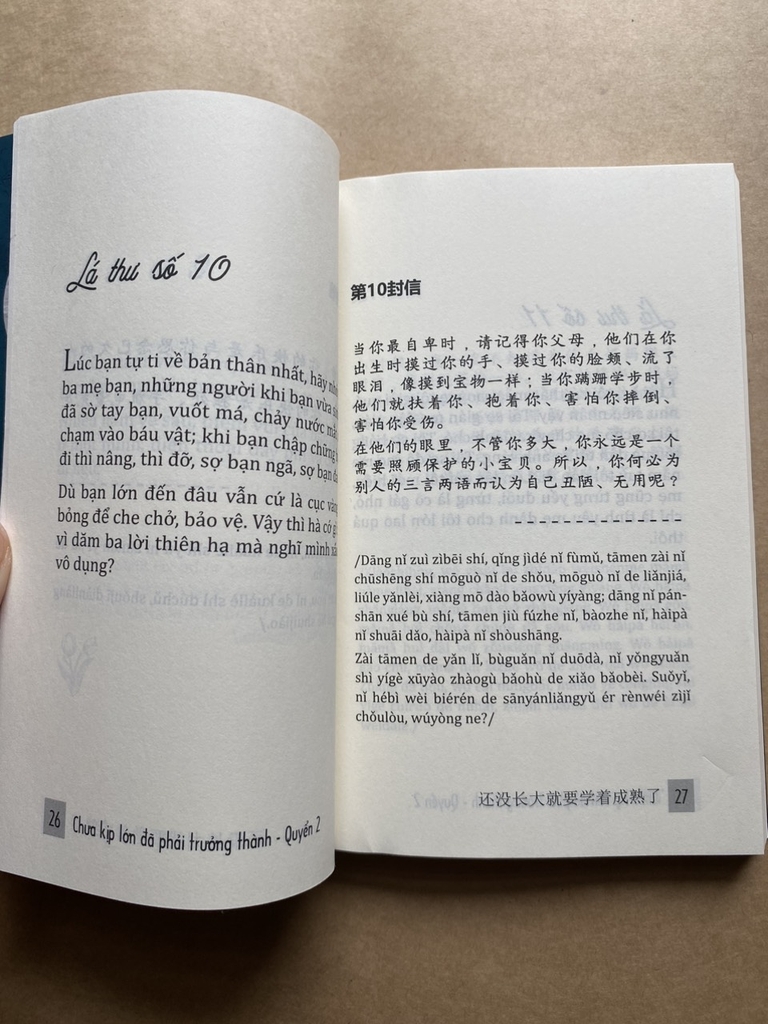 Lá thư số 10
Lúc bạn tự ti về bản thân nhất, hãy
ba mẹ bạn, những người khi bạn vừa
đã sờ tay bạn, vuốt má, chảy nước
chạm vào báu vật; khi bạn chập chững
đi thì nâng, thì đỡ, sợ bạn ngã, sợ bạn
Dù bạn lớn đến đâu vẫn cứ là cục
bỏng để che chở, bảo vệ. Vậy thì hà cớ
vì dăm ba lời thiên hạ mà nghĩ mình
vô dụng?
26 Chưa kịp lớn đã phải trưởng thành - Quyển 2
第10封信
当你最自卑时，请记得你父母，他们在你
出生时摸过你的手、摸过你的脸颊、流了
眼泪，像摸到宝物一样；当你蹒跚学步时，
他们就扶着你、抱着你、害怕你摔倒、
害怕你受伤。
在他们的眼里，不管你多大，你永远是一个
需要照顾保护的小宝贝。所以，你何必为
别人的三言两语而认为自己丑陋、无用呢？
/Dāng nǐ zuì zìbēi shí, qǐng jìdé nǐ fùmǔ, tāmen zài nǐ
chūshēng shí mōguò nǐ de shǒu, mōguò nǐ de liǎnjiá,
liúle yǎnlèi, xiàng mō dào bǎowù yíyàng; dāng nǐ pán-
shān xué bù shí, tāmen jiù fúzhe nǐ, bàozhe nǐ, hàipà
nǐ shuāi dǎo, hàipà nǐ shòushāng.
Zài tāmen de yǎn lǐ, bùguǎn nǐ duōdà, nǐ yǒngyuǎn
shì yígè xūyào zhàogù bǎohù de xiǎo bǎobèi. Suǒyǐ,
nǐ hébì wèi biérén de sānyánliǎngyǔ ér rènwéi zìjǐ
chǒulòu, wúyòng ne?/
还没长大就要学着成熟了 27